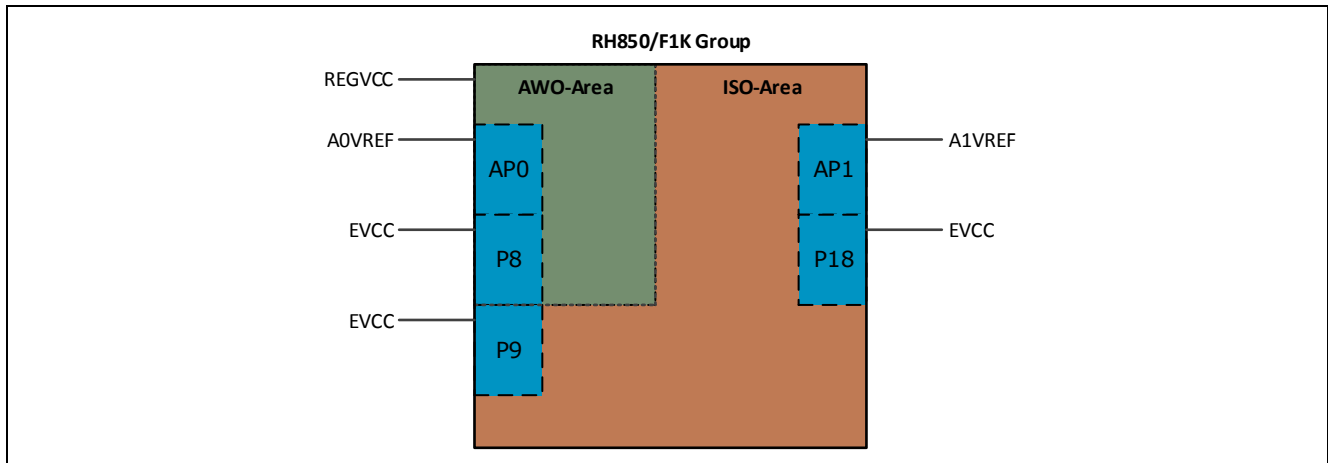 RH850/F1K Group
REGVCC
AWO-Area
ISO-Area
A0VREF
AP0
AP1
A1VREF
EVCC
P8
P18
EVCC
EVCC
P9